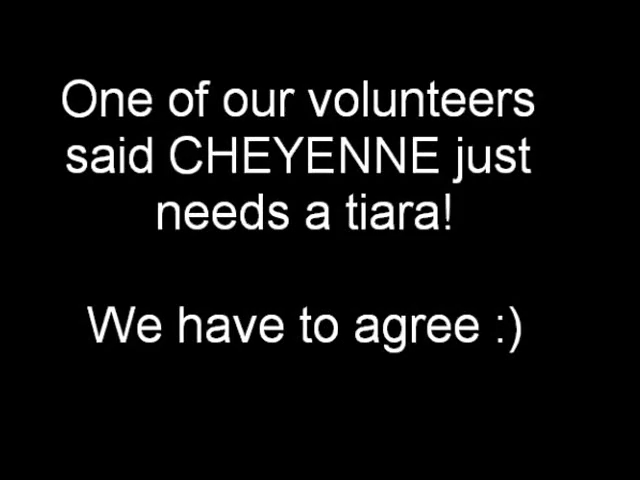 One of our volunteers
said CHEYENNE just
needs a tiara!
We have to agree :)